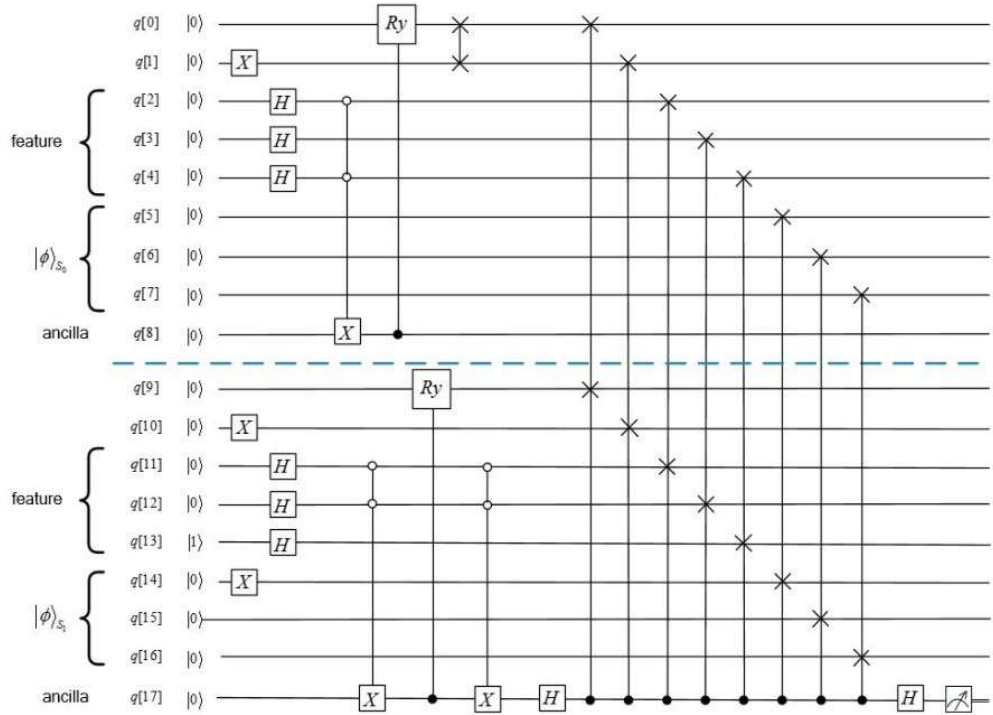 q[0] |0⟩ Ry
q[1] |0⟩ X
q[2] |0⟩ H
feature q[3] |0⟩ H
q[4] |0⟩ H
q[5] |0⟩
|ϕ⟩S₀ q[6] |0⟩
q[7] |0⟩
ancilla q[8] |0⟩ X
q[9] |0⟩ Ry
q[10] |0⟩ X
q[11] |0⟩ H
feature q[12] |0⟩ H
q[13] |1⟩ H
q[14] |0⟩ X
|ϕ⟩S₁ q[15] |0⟩
q[16] |0⟩
ancilla q[17] |0⟩ X X H H